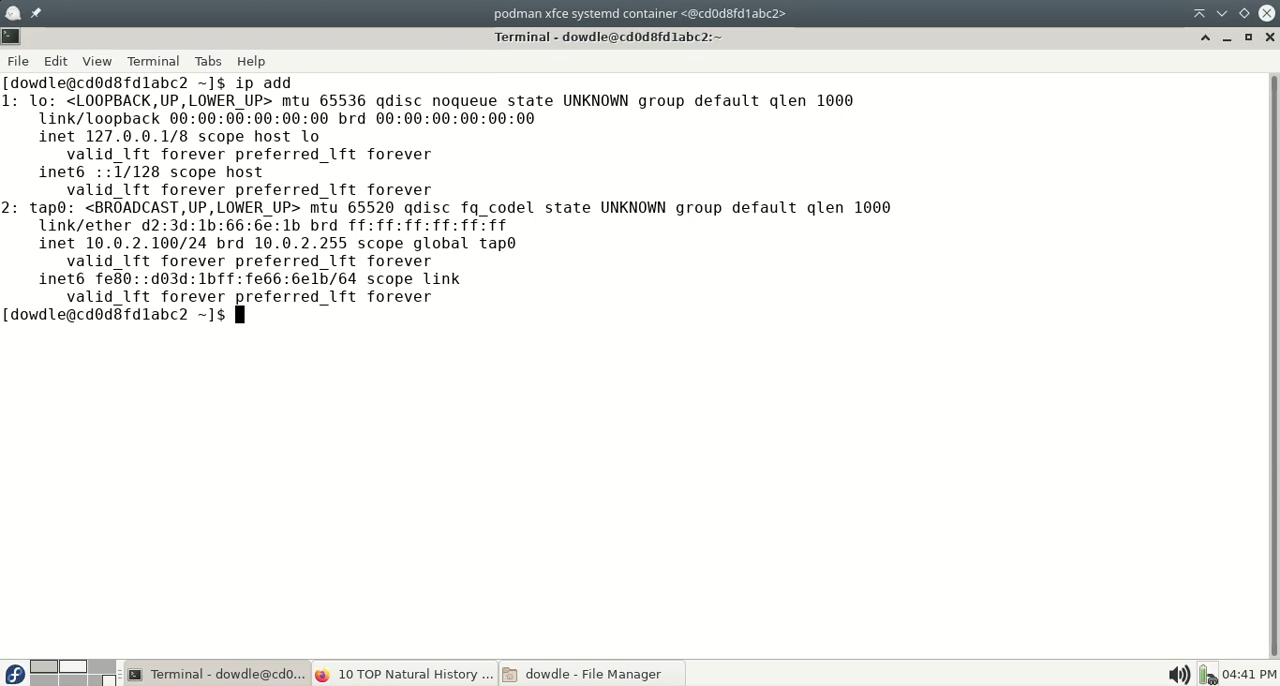 podman xfce systemd container <@cd0d8fd1abc2>
Terminal - dowdle@cd0d8fd1abc2:~
File Edit View Terminal Tabs Help
[dowdle@cd0d8fd1abc2 ~]$ ip add
1: lo: <LOOPBACK,UP,LOWER_UP> mtu 65536 qdisc noqueue state UNKNOWN group default qlen 1000
    link/loopback 00:00:00:00:00:00 brd 00:00:00:00:00:00
    inet 127.0.0.1/8 scope host lo
       valid_lft forever preferred_lft forever
    inet6 ::1/128 scope host
       valid_lft forever preferred_lft forever
2: tap0: <BROADCAST,UP,LOWER_UP> mtu 65520 qdisc fq_codel state UNKNOWN group default qlen 1000
    link/ether d2:3d:1b:66:6e:1b brd ff:ff:ff:ff:ff:ff
    inet 10.0.2.100/24 brd 10.0.2.255 scope global tap0
       valid_lft forever preferred_lft forever
    inet6 fe80::d03d:1bff:fe66:6e1b/64 scope link
       valid_lft forever preferred_lft forever
[dowdle@cd0d8fd1abc2 ~]$
Terminal - dowdle@cd0... 10 TOP Natural History ... dowdle - File Manager 04:41 PM